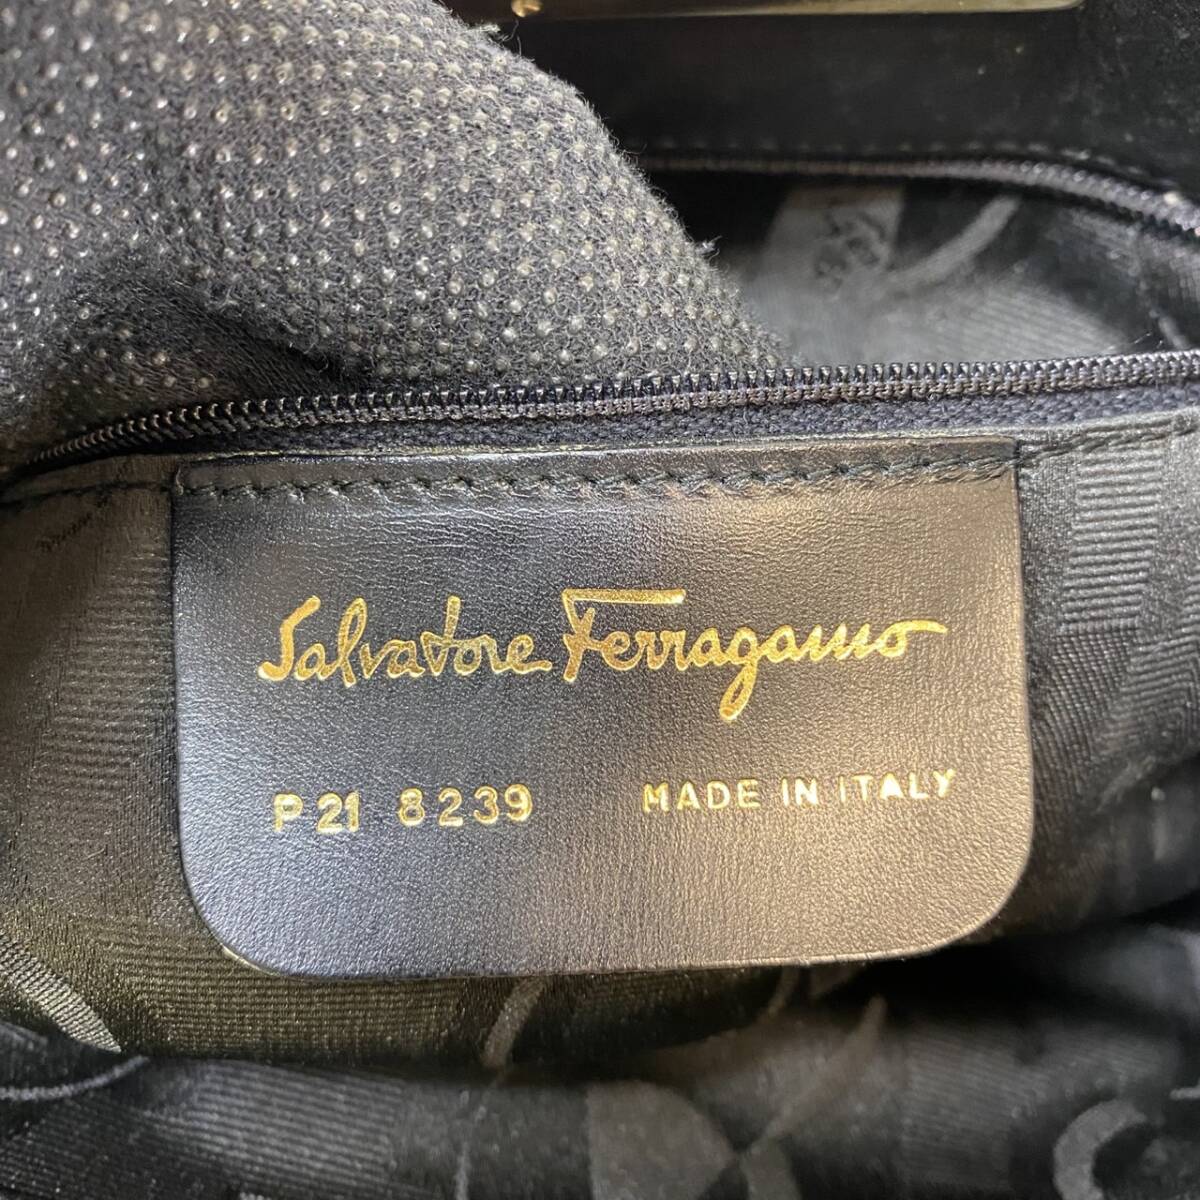 Salvatore Ferragamo
P21 8239 MADE IN ITALY